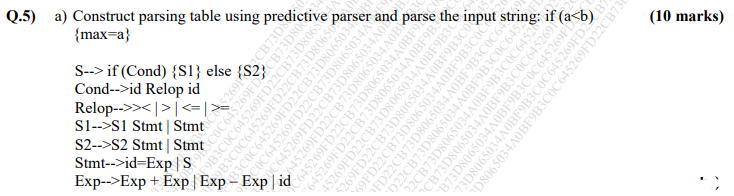 Q.5) a) Construct parsing table using predictive parser and parse the input string: if (a<b) (10 marks)
{max=a}
S--> if (Cond) {S1} else {S2}
Cond-->id Relop id
Relop-->>< | > | <= | >=
S1-->S1 Stmt | Stmt
S2-->S2 Stmt | Stmt
Stmt-->id=Exp | S
Exp-->Exp + Exp | Exp – Exp | id